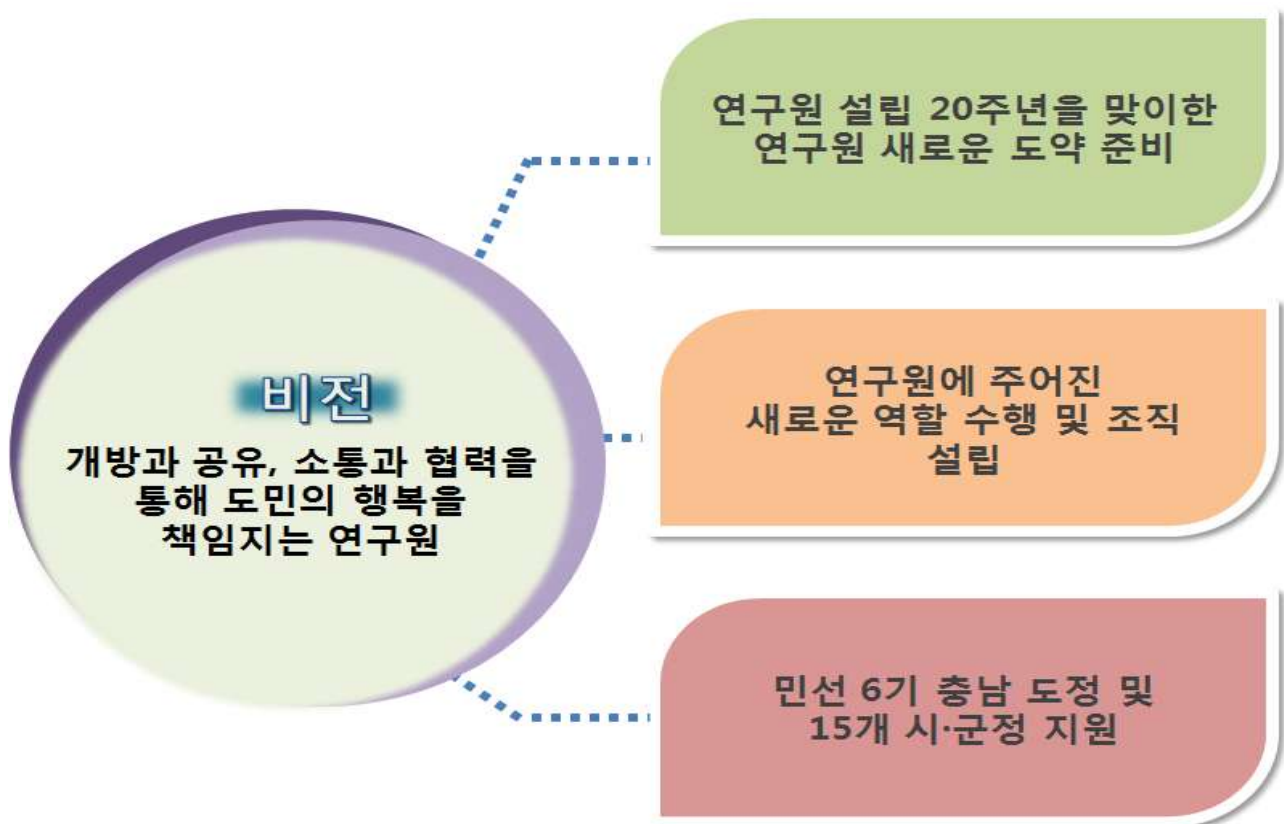 비전
개방과 공유, 소통과 협력을
통해 도민의 행복을
책임지는 연구원
연구원 설립 20주년을 맞이한
연구원 새로운 도약 준비
연구원에 주어진
새로운 역할 수행 및 조직
설립
민선 6기 충남 도정 및
15개 시·군정 지원